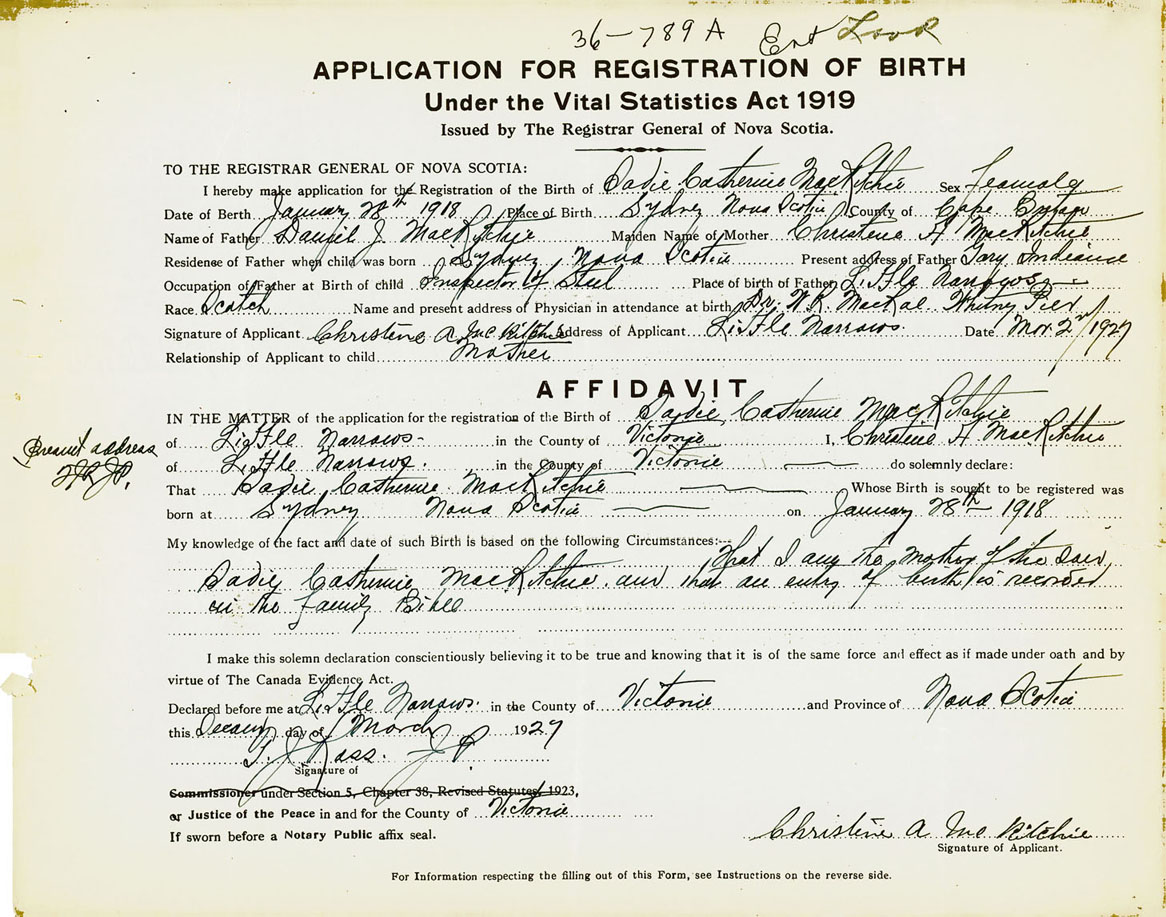 36-789 A Ent Look
APPLICATION FOR REGISTRATION OF BIRTH
Under the Vital Statistics Act 1919
Issued by The Registrar General of Nova Scotia.
TO THE REGISTRAR GENERAL OF NOVA SCOTIA:
I hereby make application for the Registration of the Birth of Sadie Catherine MacRitchie Sex Feamale
Date of Berth January 28th 1918 Place of Birth Sydney Nova Scotia County of Cape Breton
Name of Father Daniel J. MacRitchie Maiden Name of Mother Christene A MacRitchie
Residence of Father when child was born Sydney Nova Scotia Present address of Father Gary Indiana
Occupation of Father at Birth of child Inspector of Steel Place of birth of Father Little Narrows
Race Scotch Name and present address of Physician in attendance at birth Dr. W.K. MacKal Whitney Pier
Signature of Applicant Christine A McRitchie Address of Applicant Little Narrows. Date Mar. 2nd/1927
Relationship of Applicant to child Mother
AFFIDAVIT
IN THE MATTER of the application for the registration of the Birth of Sadie Catherine MacRitchie
of Little Narrows in the County of Victoria I, Christene A MacRitchie
Present address of Little Narrows. in the County of Victoria do solemnly declare:
That Sadie Catherine MacRitchie Whose Birth is sought to be registered was
born at Sydney Nova Scotia on January 28th 1918
My knowledge of the fact and date of such Birth is based on the following Circumstances:--
That I am the mother of the said
Sadie Catherine MacRitchie and that an entry of birth is recorded
in the family Bible
I make this solemn declaration conscientiously believing it to be true and knowing that it is of the same force and effect as if made under oath and by
virtue of The Canada Evidence Act.
Declared before me at Little Narrows. in the County of Victoria and Province of Nova Scotia
this Second day of March 1927
Ross. J.P.
Signature of
Commissioner under Section 5, Chapter 38, Revised Statutes, 1923,
or Justice of the Peace in and for the County of Victoria
If sworn before a Notary Public affix seal.
Christine A McRitchie
Signature of Applicant.
For Information respecting the filling out of this Form, see Instructions on the reverse side.